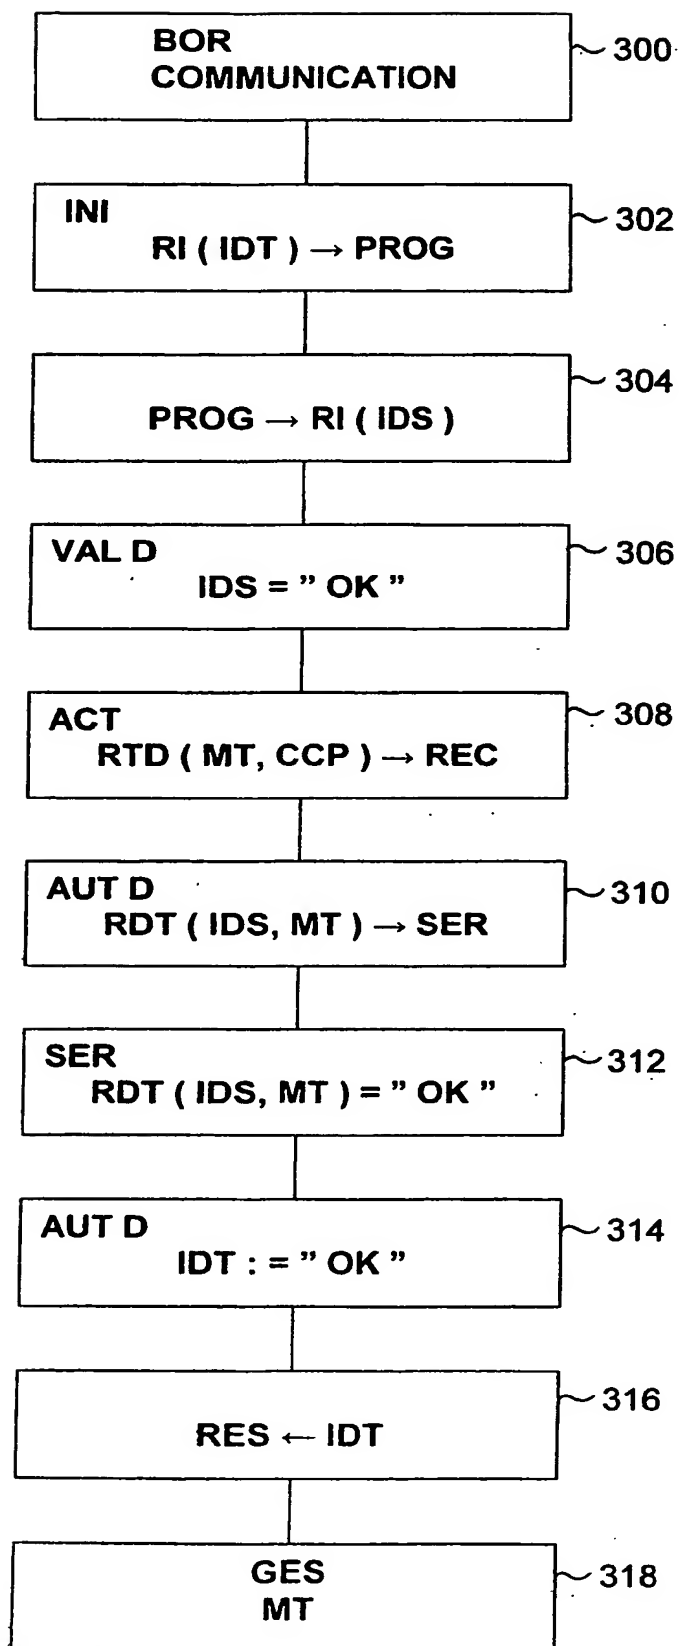 BOR
COMMUNICATION
300
INI
RI ( IDT ) → PROG
302
PROG → RI ( IDS )
304
VAL D
IDS = ” OK ”
306
ACT
RTD ( MT, CCP ) → REC
308
AUT D
RDT ( IDS, MT ) → SER
310
SER
RDT ( IDS, MT ) = ” OK ”
312
AUT D
IDT : = ” OK ”
314
RES ← IDT
316
GES
MT
318